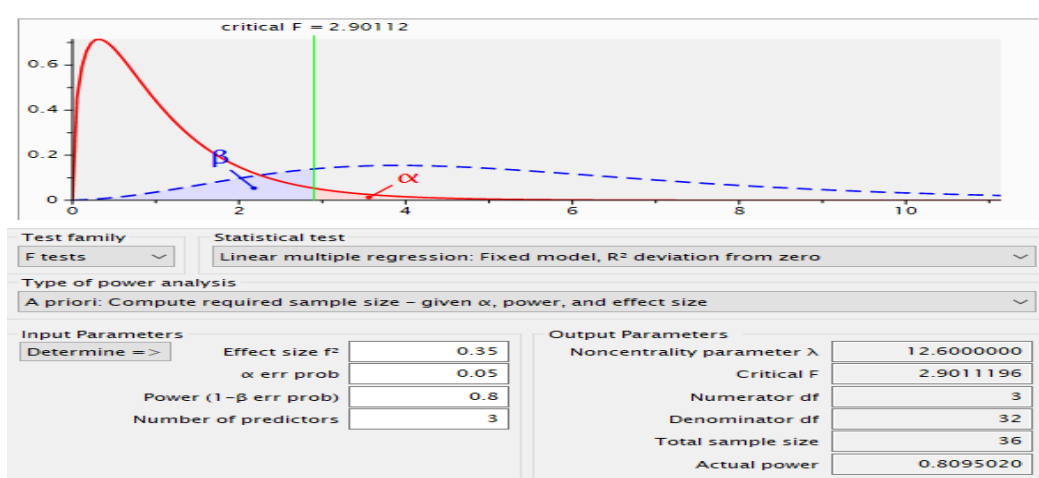 critical F = 2.90112
0.6
0.4
0.2
β
α
0
0 2 4 6 8 10
Test family Statistical test
F tests Linear multiple regression: Fixed model, R² deviation from zero
Type of power analysis
A priori: Compute required sample size – given α, power, and effect size
Input Parameters Output Parameters
Determine => Effect size f² 0.35 Noncentrality parameter λ 12.6000000
α err prob 0.05 Critical F 2.9011196
Power (1-β err prob) 0.8 Numerator df 3
Number of predictors 3 Denominator df 32
Total sample size 36
Actual power 0.8095020